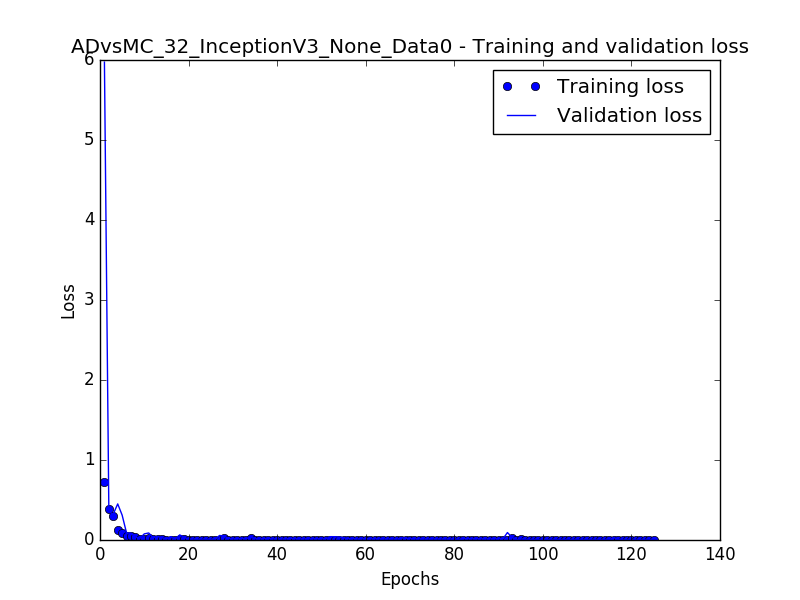 ADvsMC_32_InceptionV3_None_Data0 - Training and validation loss
Training loss
Validation loss
6
5
4
3
2
1
0
Loss
0 20 40 60 80 100 120 140
Epochs